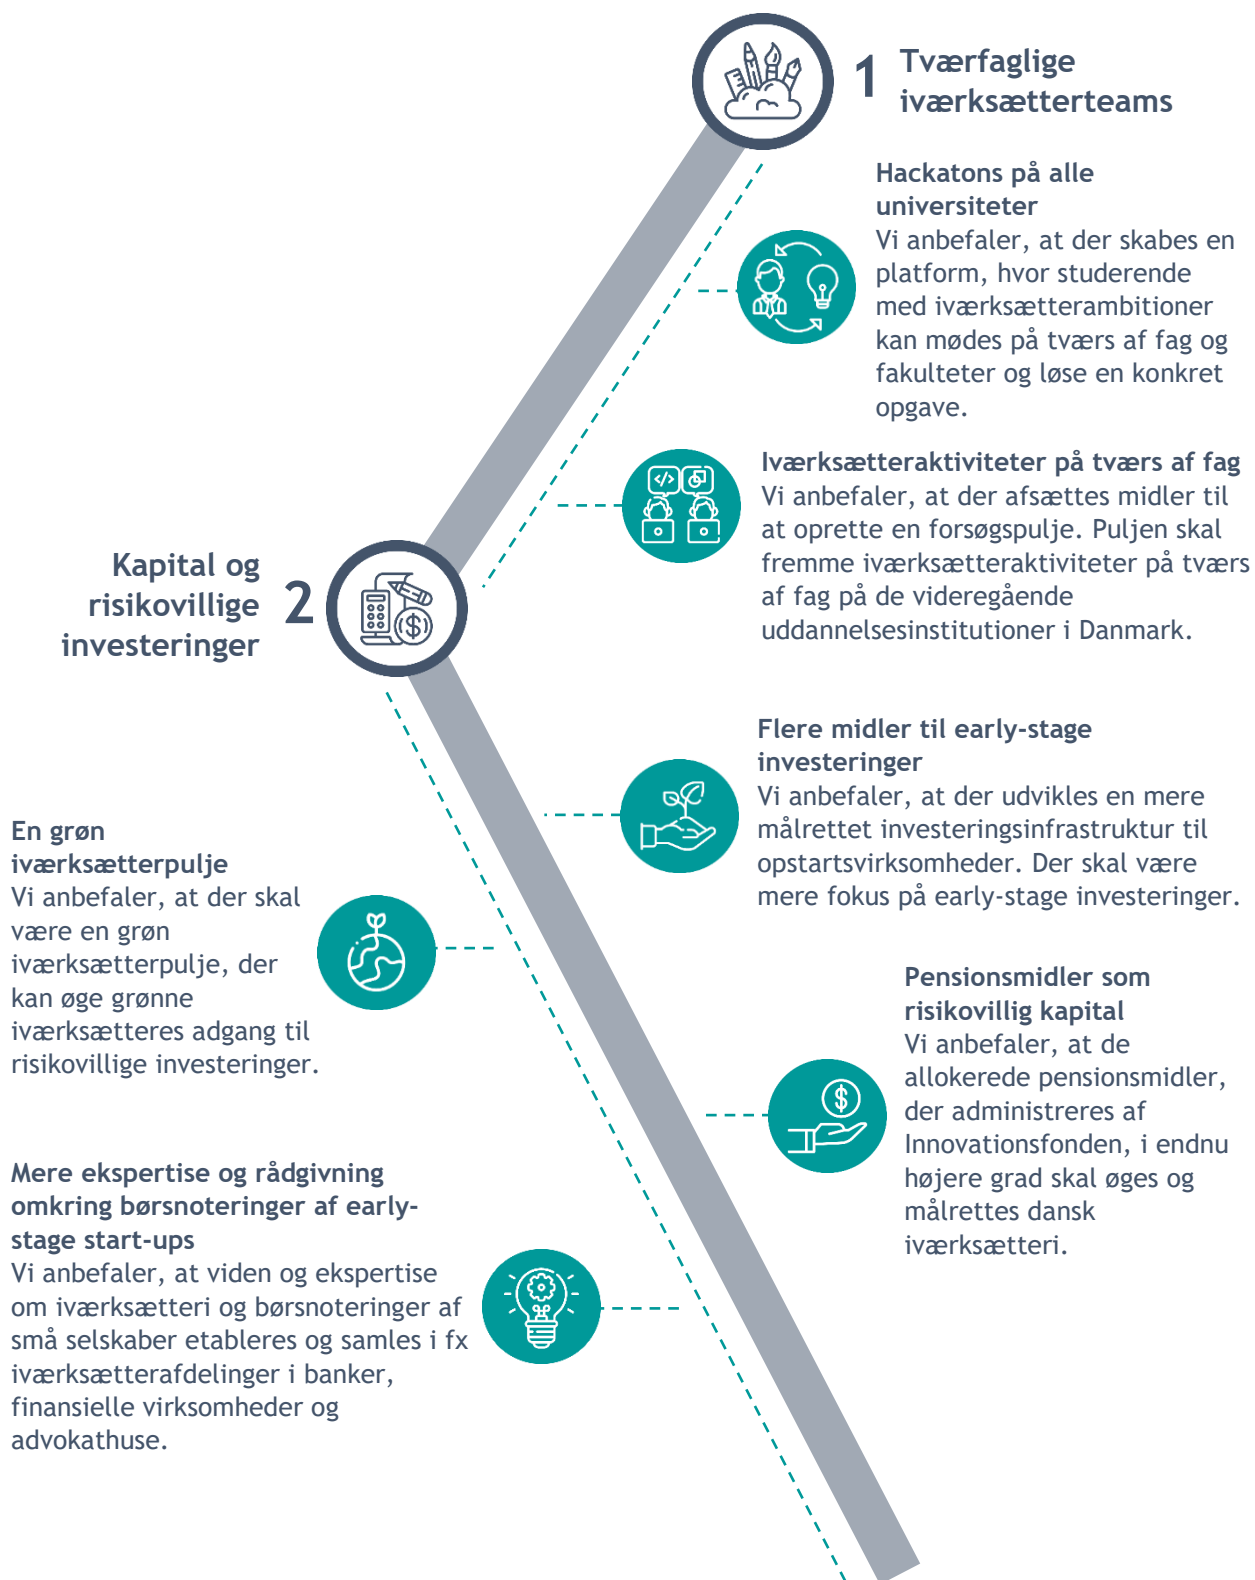 1
Tværfaglige
iværksætterteams
Hackatons på alle
universiteter
Vi anbefaler, at der skabes en
platform, hvor studerende
med iværksætterambitioner
kan mødes på tværs af fag og
fakulteter og løse en konkret
opgave.
Iværksætteraktiviteter på tværs af fag
Vi anbefaler, at der afsættes midler til
at oprette en forsøgspulje. Puljen skal
fremme iværksætteraktiviteter på tværs
af fag på de videregående
uddannelsesinstitutioner i Danmark.
Kapital og
risikovillige
investeringer
2
Flere midler til early-stage
investeringer
Vi anbefaler, at der udvikles en mere
målrettet investeringsinfrastruktur til
opstartsvirksomheder. Der skal være
mere fokus på early-stage investeringer.
En grøn
iværksætterpulje
Vi anbefaler, at der skal
være en grøn
iværksætterpulje, der
kan øge grønne
iværksætteres adgang til
risikovillige investeringer.
Pensionsmidler som
risikovillig kapital
Vi anbefaler, at de
allokerede pensionsmidler,
der administreres af
Innovationsfonden, i endnu
højere grad skal øges og
målrettes dansk
iværksætteri.
Mere ekspertise og rådgivning
omkring børsnoteringer af early-
stage start-ups
Vi anbefaler, at viden og ekspertise
om iværksætteri og børsnoteringer af
små selskaber etableres og samles i fx
iværksætterafdelinger i banker,
finansielle virksomheder og
advokathuse.